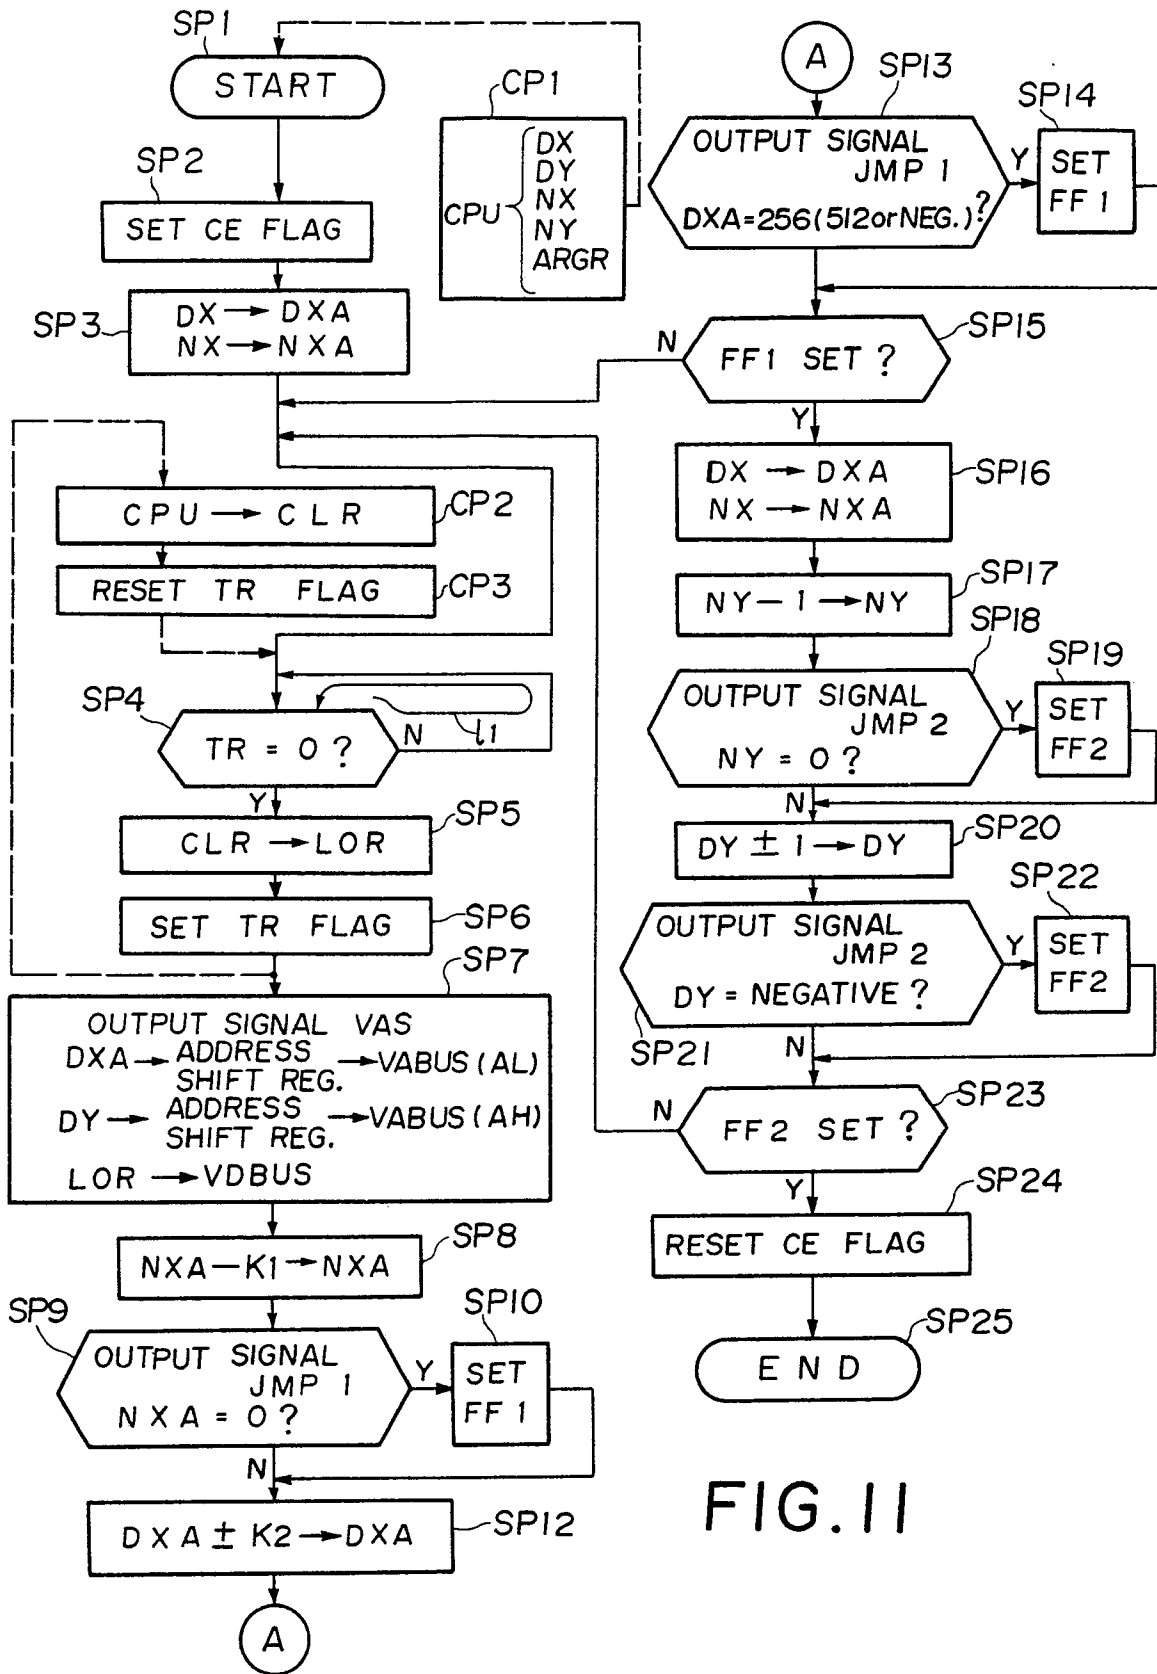 SP1
START
SP2
SET CE FLAG
SP3
DX → DXA
NX → NXA
CP1
CPU
DX
DY
NX
NY
ARGR
CPU → CLR
CP2
RESET TR FLAG
CP3
SP4
TR = 0 ?
N
l1
Y
CLR → LOR
SP5
SET TR FLAG
SP6
SP7
OUTPUT SIGNAL VAS
DXA → ADDRESS SHIFT REG. → VABUS (AL)
DY → ADDRESS SHIFT REG. → VABUS (AH)
LOR → VDBUS
NXA – K1 → NXA
SP8
SP9
OUTPUT SIGNAL
JMP 1
NXA = 0 ?
Y
SP10
SET
FF 1
N
DXA ± K2 → DXA
SP12
A
A
SP13
OUTPUT SIGNAL
JMP 1
DXA = 256 (512 or NEG.) ?
Y
SP14
SET
FF 1
SP15
FF1 SET ?
N
Y
DX → DXA
NX → NXA
SP16
NY – 1 → NY
SP17
SP18
OUTPUT SIGNAL
JMP 2
NY = 0 ?
Y
SP19
SET
FF2
N
DY ± 1 → DY
SP20
OUTPUT SIGNAL
JMP 2
DY = NEGATIVE ?
SP21
Y
SP22
SET
FF2
N
SP23
FF2 SET ?
N
Y
SP24
RESET CE FLAG
SP25
END
FIG. 11